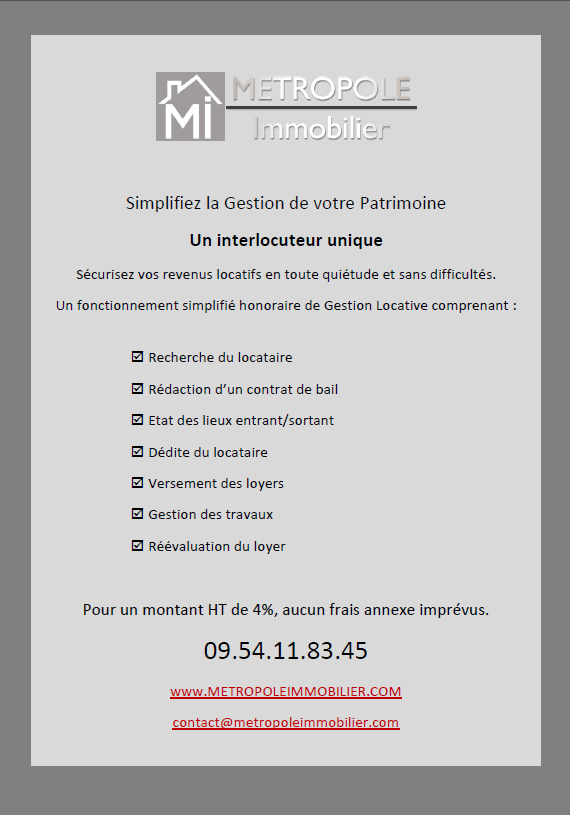 Mi
METROPOLE
Immobilier
Simplifiez la Gestion de votre Patrimoine
Un interlocuteur unique
Sécurisez vos revenus locatifs en toute quiétude et sans difficultés.
Un fonctionnement simplifié honoraire de Gestion Locative comprenant :
☑ Recherche du locataire
☑ Rédaction d’un contrat de bail
☑ Etat des lieux entrant/sortant
☑ Dédite du locataire
☑ Versement des loyers
☑ Gestion des travaux
☑ Réévaluation du loyer
Pour un montant HT de 4%, aucun frais annexe imprévus.
09.54.11.83.45
www.METROPOLEIMMOBILIER.COM
contact@metropoleimmobilier.com